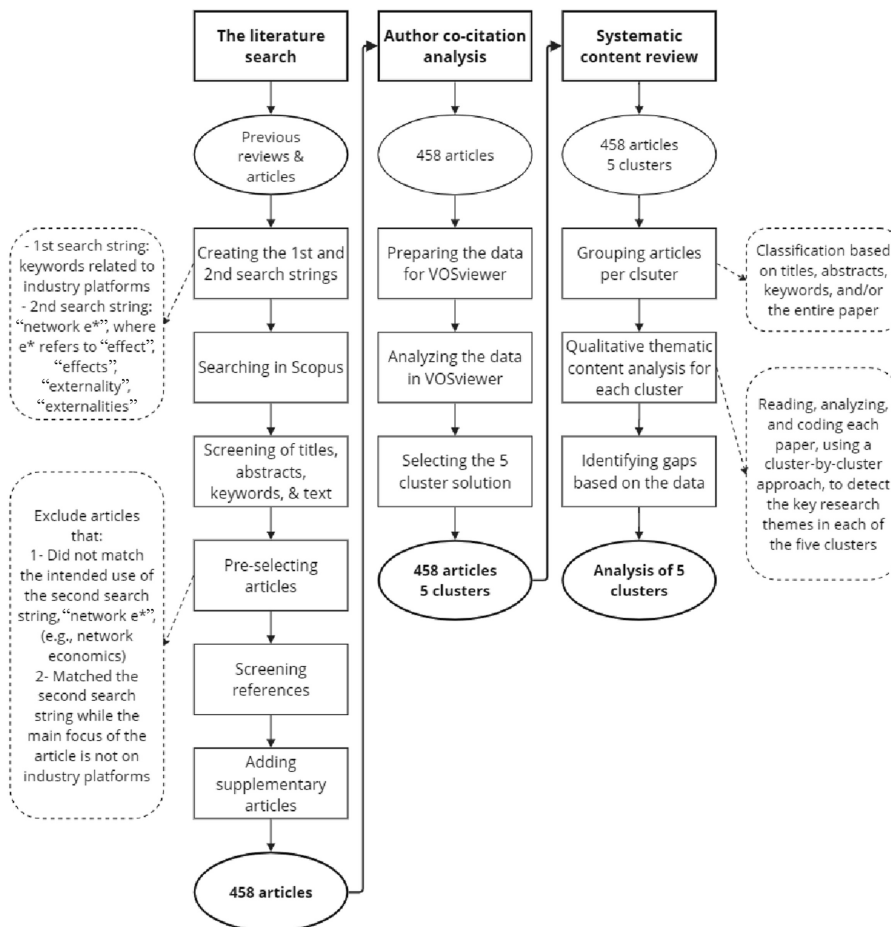 The literature
search
Previous
reviews &
articles
- 1st search string:
keywords related to
industry platforms
- 2nd search string:
“network e*”, where
e* refers to “effect”,
“effects”,
“externality”,
“externalities”
Creating the 1st and
2nd search strings
Searching in Scopus
Screening of titles,
abstracts,
keywords, & text
Exclude articles
that:
1- Did not match
the intended use of
the second search
string, “network e*”,
(e.g., network
economics)
2- Matched the
second search
string while the
main focus of the
article is not on
industry platforms
Pre-selecting
articles
Screening
references
Adding
supplementary
articles
458 articles
Author co-citation
analysis
458 articles
Preparing the data
for VOSviewer
Analyzing the data
in VOSviewer
Selecting the 5
cluster solution
458 articles
5 clusters
Systematic
content review
458 articles
5 clusters
Grouping articles
per clsuter
Classification based
on titles, abstracts,
keywords, and/or
the entire paper
Qualitative thematic
content analysis for
each cluster
Reading, analyzing,
and coding each
paper, using a
cluster-by-cluster
approach, to detect
the key research
themes in each of
the five clusters
Identifying gaps
based on the data
Analysis of 5
clusters